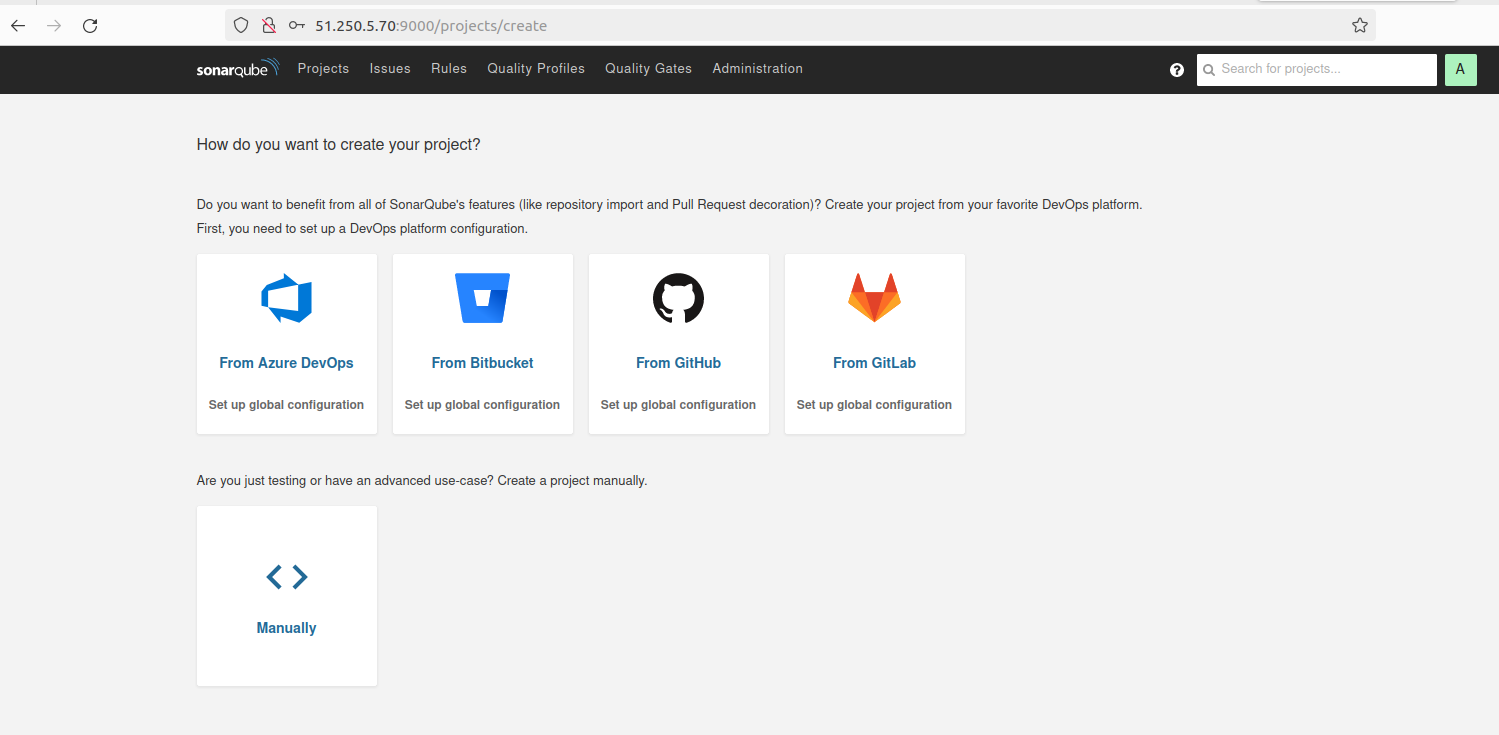 51.250.5.70:9000/projects/create
sonarqube Projects Issues Rules Quality Profiles Quality Gates Administration ? Search for projects... A
How do you want to create your project?
Do you want to benefit from all of SonarQube's features (like repository import and Pull Request decoration)? Create your project from your favorite DevOps platform.
First, you need to set up a DevOps platform configuration.
From Azure DevOps From Bitbucket From GitHub From GitLab
Set up global configuration Set up global configuration Set up global configuration Set up global configuration
Are you just testing or have an advanced use-case? Create a project manually.
Manually